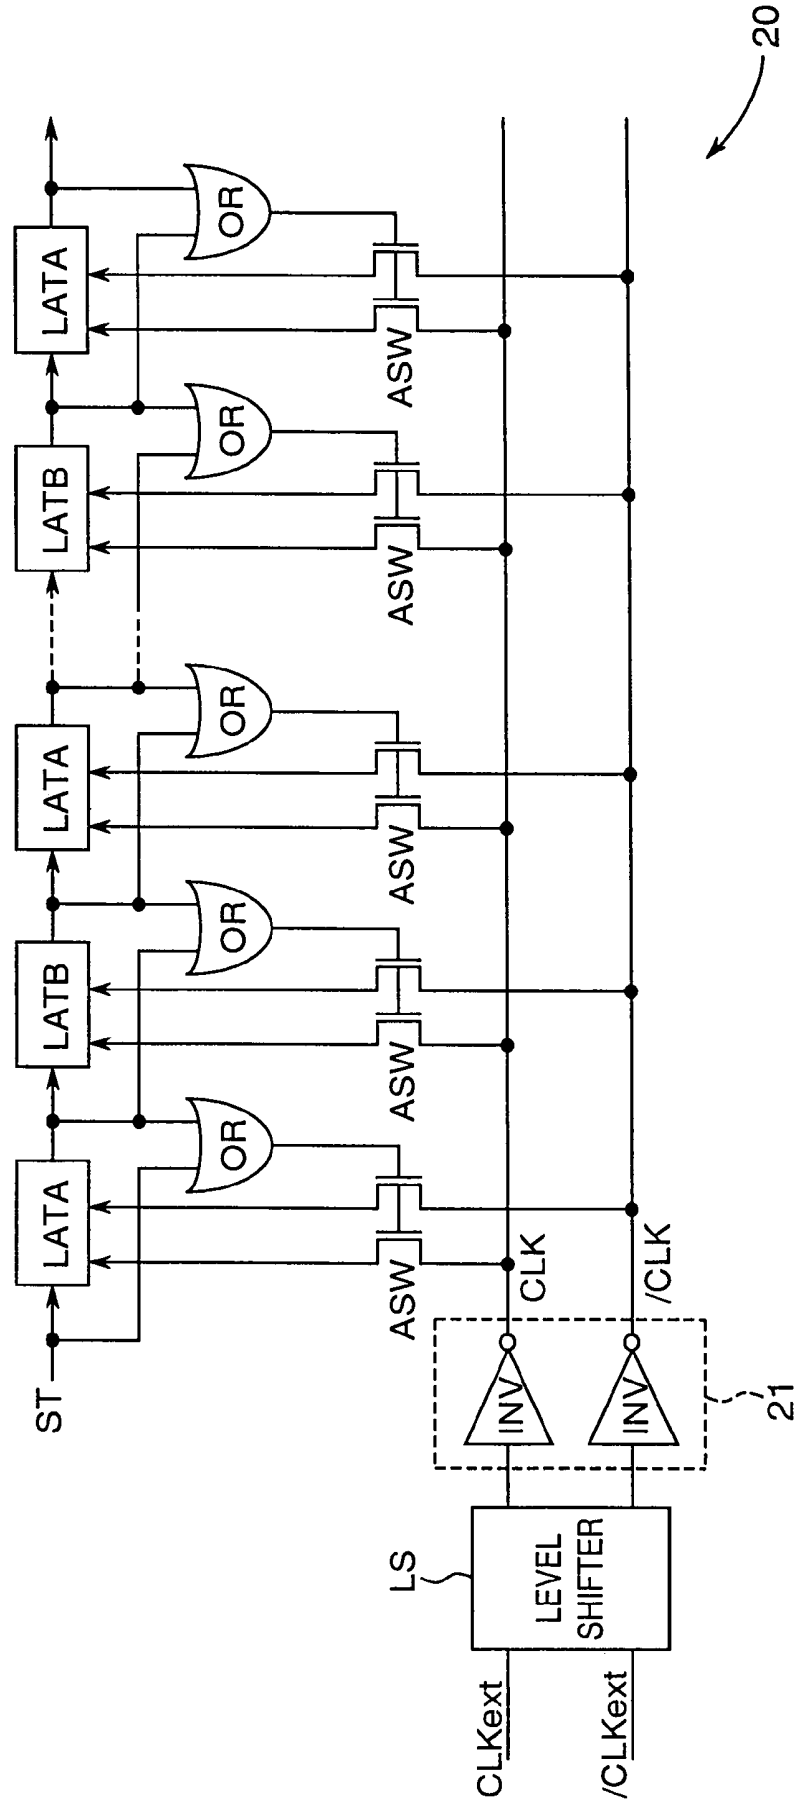 20
ST
LATA
LATB
LATA
LATB
LATA
OR
OR
OR
OR
OR
ASW
ASW
ASW
ASW
ASW
CLK
/CLK
INV
INV
21
LS
LEVEL
SHIFTER
CLKext
/CLKext